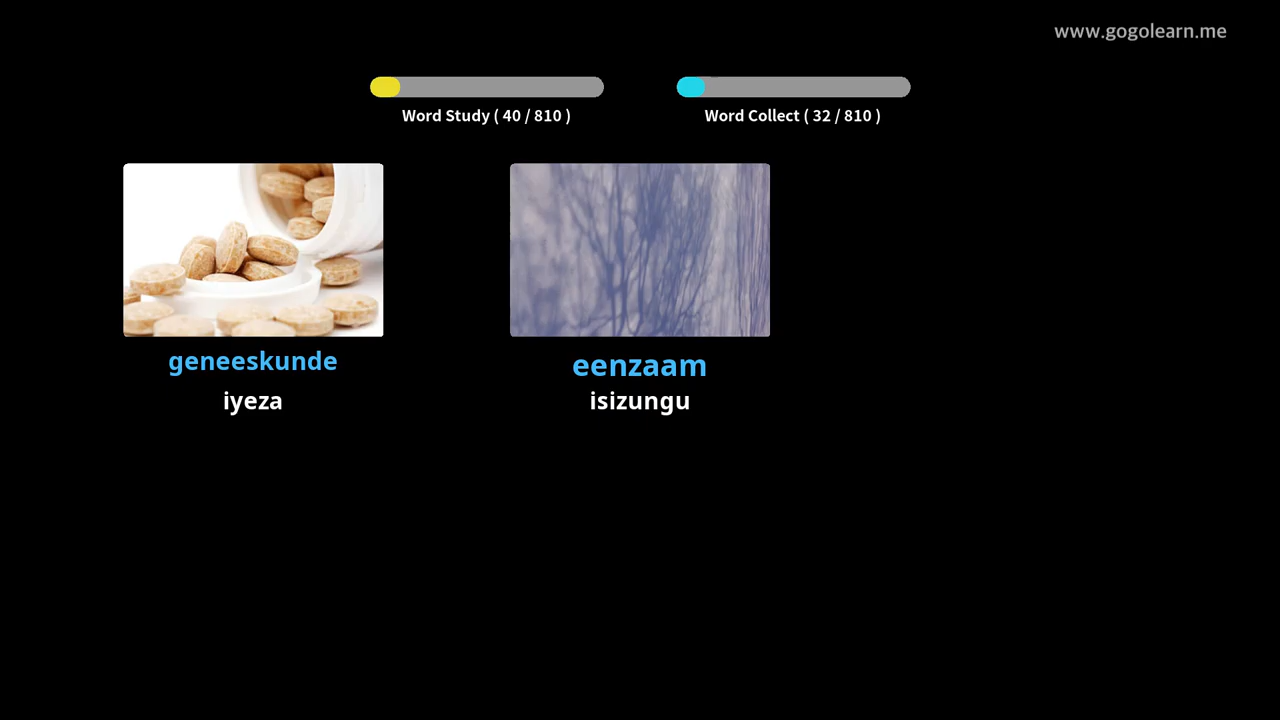 www.gogolearn.me
Word Study ( 40 / 810 )
Word Collect ( 32 / 810 )
geneeskunde
iyeza
eenzaam
isizungu